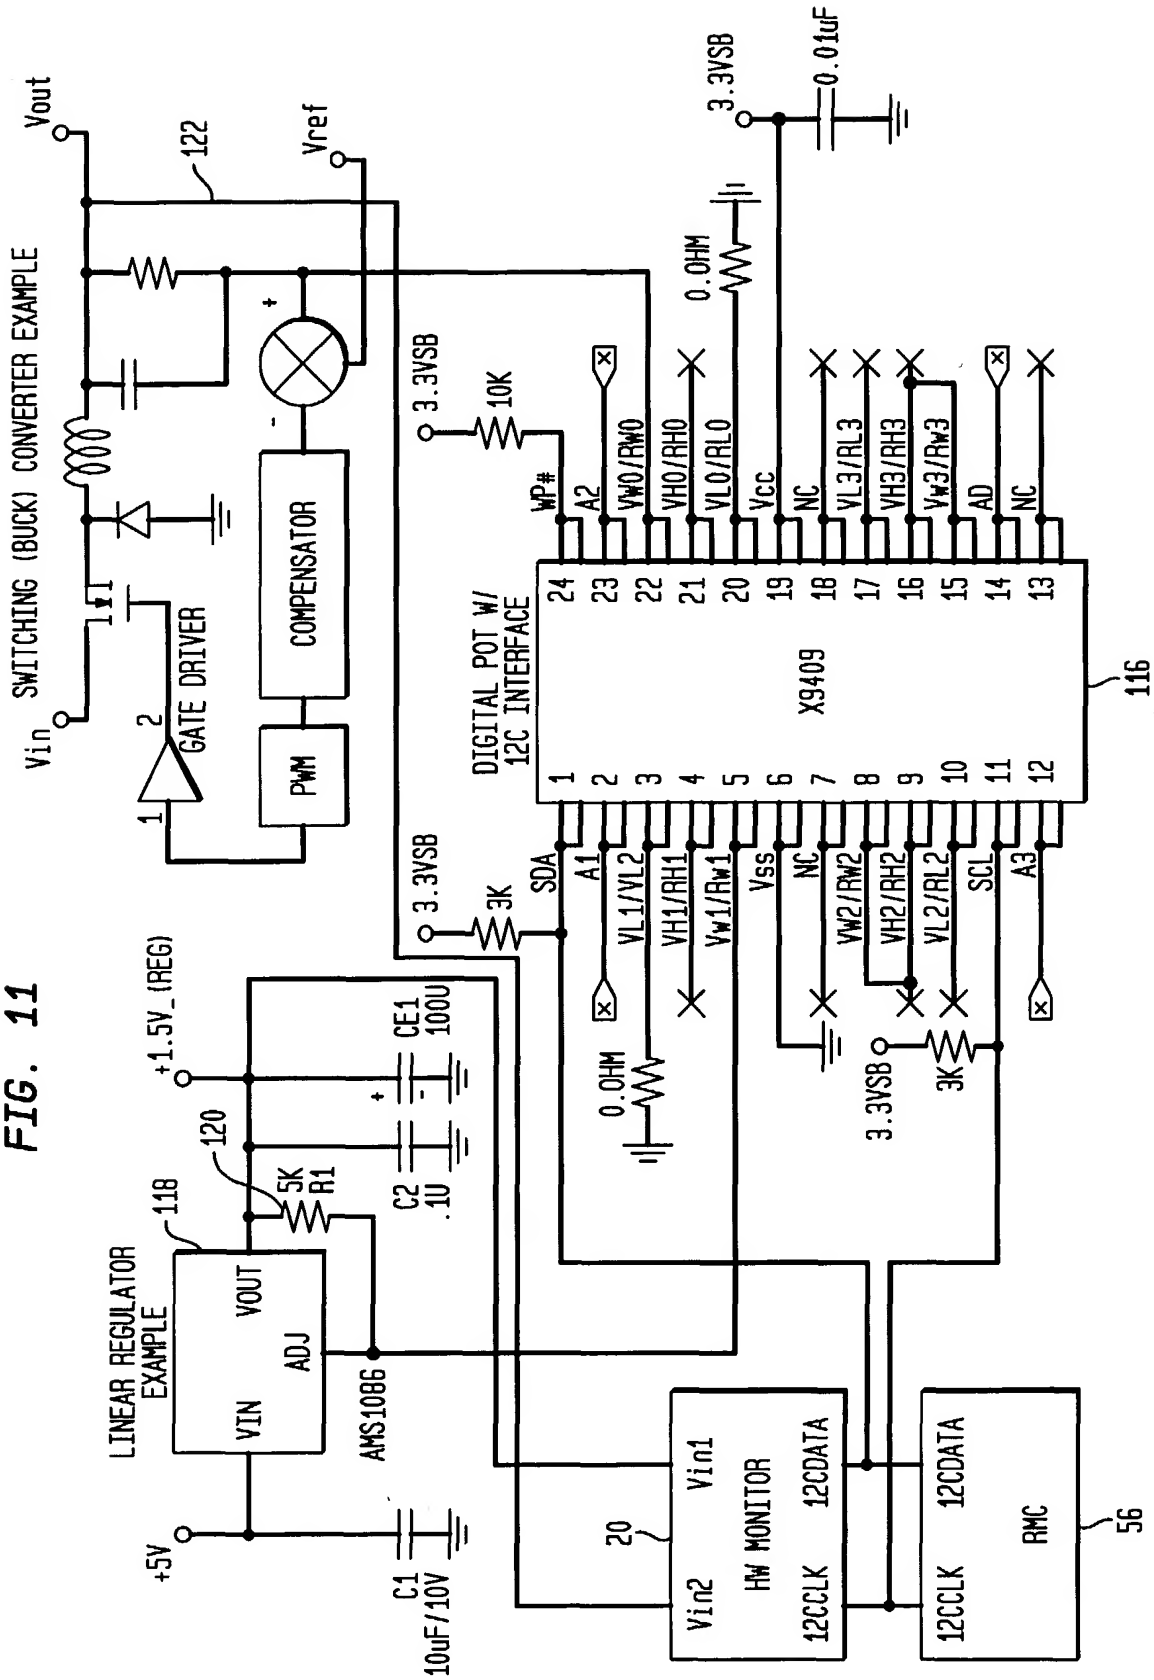 FIG. 11
LINEAR REGULATOR
EXAMPLE
118
VIN
VOUT
ADJ
AMS1086
+5V
C1
10uF/10V
120
5K
R1
+1.5V_(REG)
C2
.1U
CE1
100U
+
-
SWITCHING (BUCK) CONVERTER EXAMPLE
Vin
Vout
1
2
GATE DRIVER
PWM
COMPENSATOR
-
+
Vref
122
20
Vin2
Vin1
HW MONITOR
12CCLK
12CDATA
12CCLK
12CDATA
RMC
56
DIGITAL POT W/
12C INTERFACE
X9409
116
3.3VSB
3K
0.0HM
3.3VSB
3K
SDA
A1
VL1/VL2
VH1/RH1
Vw1/Rw1
Vss
NC
VW2/RW2
VH2/RH2
VL2/RL2
SCL
A3
X
X
1
2
3
4
5
6
7
8
9
10
11
12
24
23
22
21
20
19
18
17
16
15
14
13
WP#
A2
VW0/RW0
VH0/RH0
VL0/RL0
Vcc
NC
VL3/RL3
VH3/RH3
Vw3/Rw3
AD
NC
X
X
3.3VSB
10K
0.0HM
3.3VSB
0.01uF